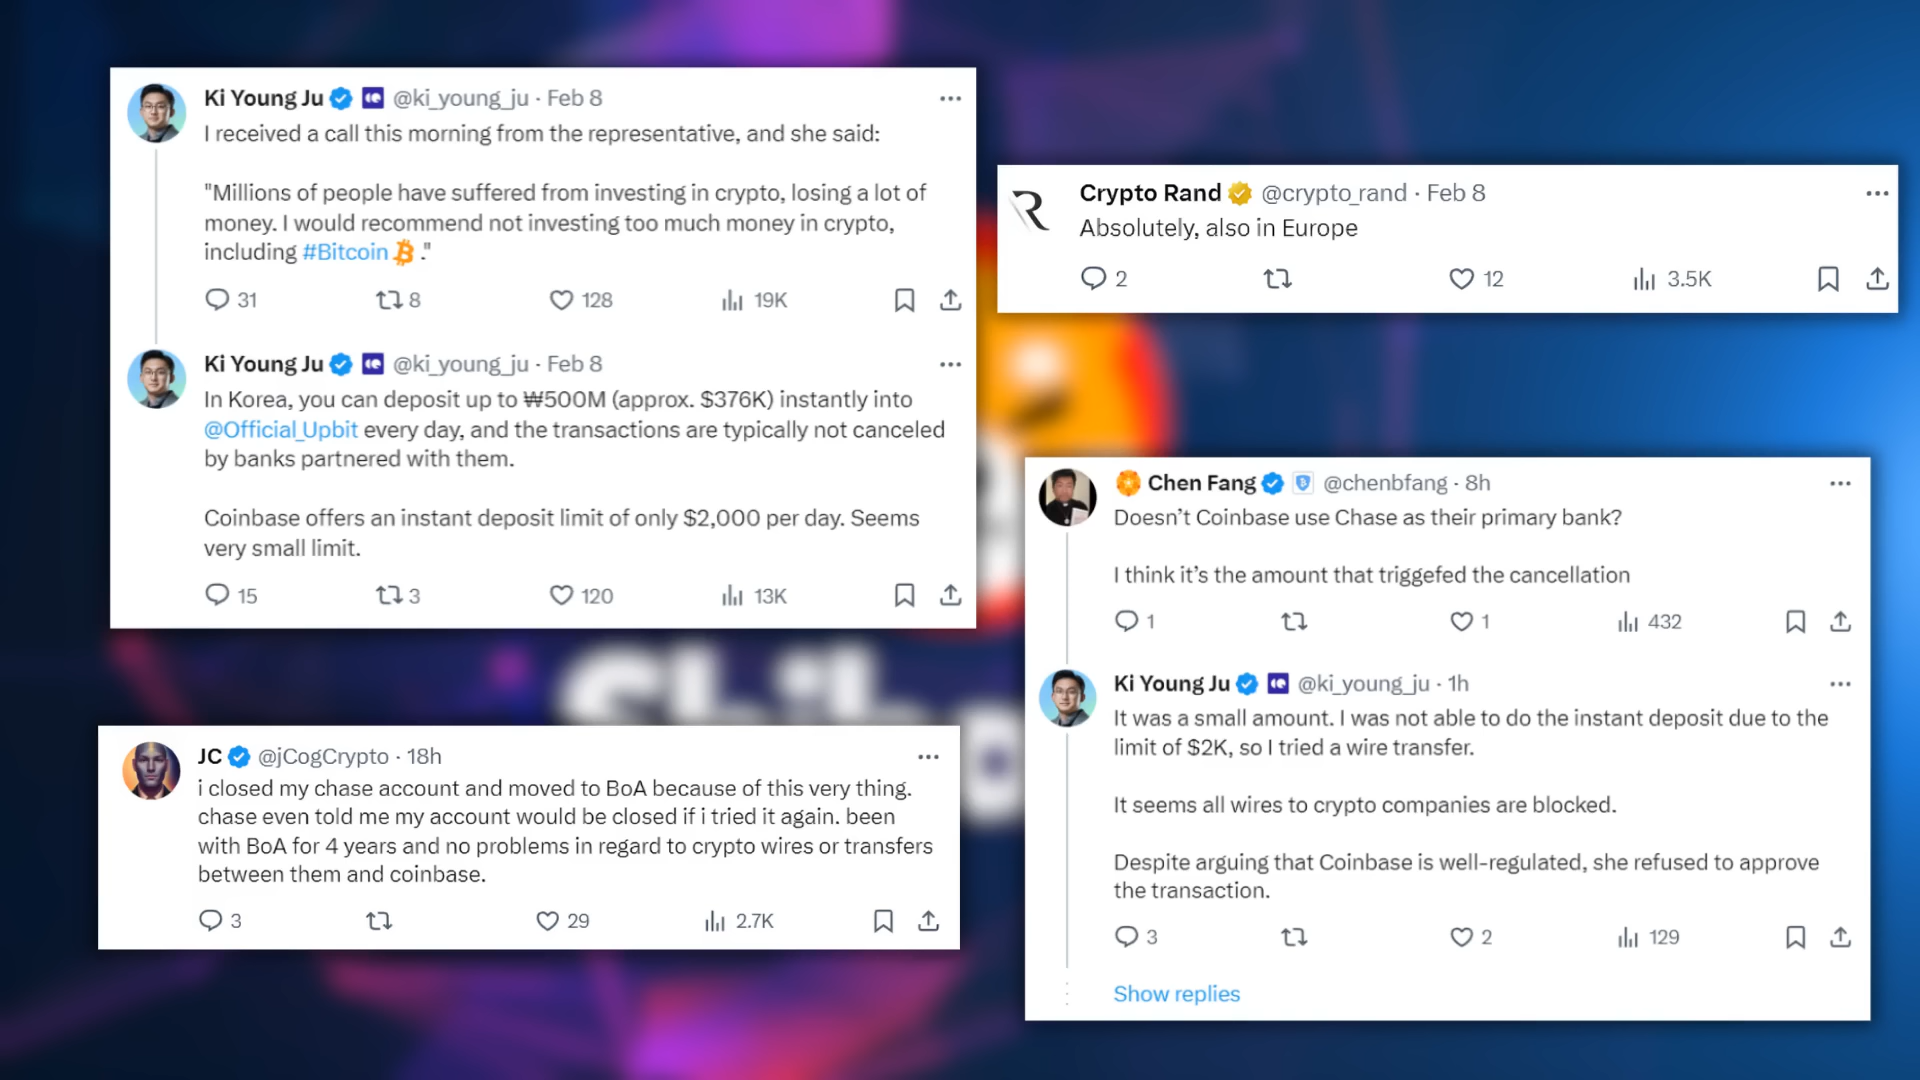 Ki Young Ju @ki_young_ju · Feb 8
I received a call this morning from the representative, and she said:
"Millions of people have suffered from investing in crypto, losing a lot of
money. I would recommend not investing too much money in crypto,
including #Bitcoin ."
31 8 128 19K
Ki Young Ju @ki_young_ju · Feb 8
In Korea, you can deposit up to ₩500M (approx. $376K) instantly into
@Official_Upbit every day, and the transactions are typically not canceled
by banks partnered with them.
Coinbase offers an instant deposit limit of only $2,000 per day. Seems
very small limit.
15 3 120 13K
JC @jCogCrypto · 18h
i closed my chase account and moved to BoA because of this very thing.
chase even told me my account would be closed if i tried it again. been
with BoA for 4 years and no problems in regard to crypto wires or transfers
between them and coinbase.
3 29 2.7K
Crypto Rand @crypto_rand · Feb 8
Absolutely, also in Europe
2 12 3.5K
Chen Fang @chenbfang · 8h
Doesn’t Coinbase use Chase as their primary bank?
I think it’s the amount that triggefed the cancellation
1 1 432
Ki Young Ju @ki_young_ju · 1h
It was a small amount. I was not able to do the instant deposit due to the
limit of $2K, so I tried a wire transfer.
It seems all wires to crypto companies are blocked.
Despite arguing that Coinbase is well-regulated, she refused to approve
the transaction.
3 2 129
Show replies